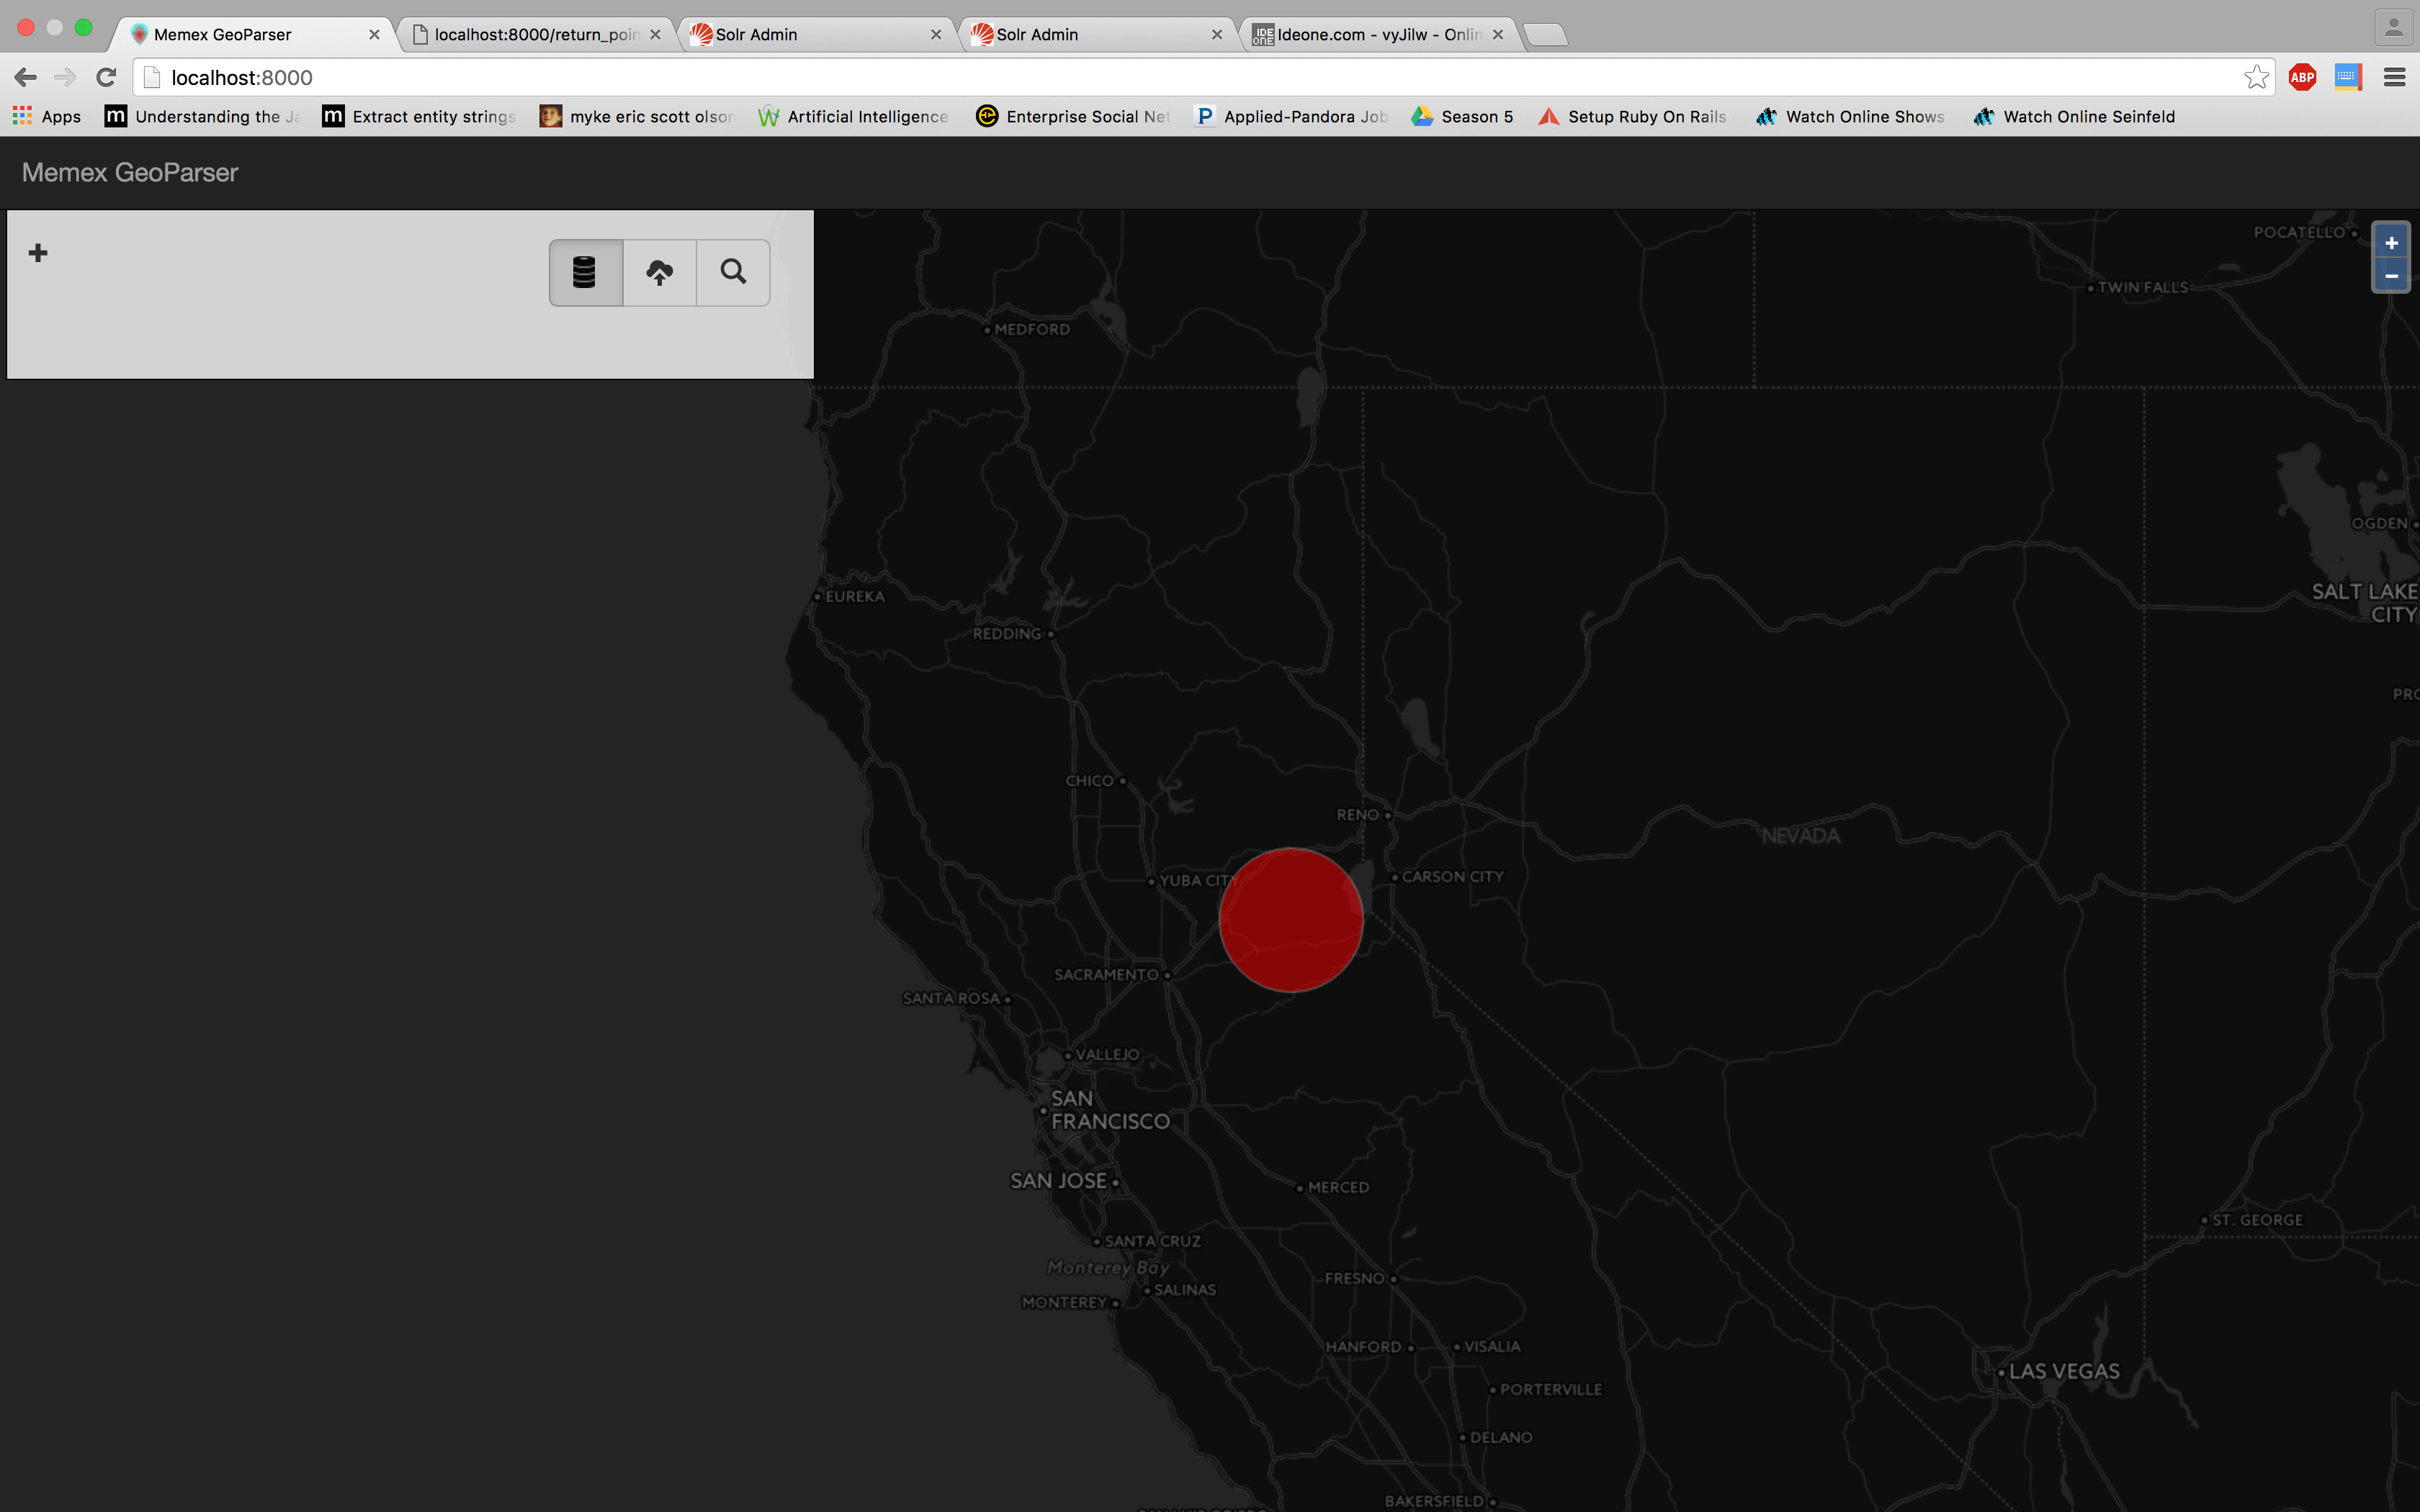 Memex GeoParser
localhost:8000/return_poin
Solr Admin
Solr Admin
IDE ONE
Ideone.com - vyJilw - Onlin
localhost:8000
ABP
Apps
m Understanding the Ja
m Extract entity strings
myke eric scott olson
Artificial Intelligence
Enterprise Social Net
P Applied-Pandora Job
Season 5
Setup Ruby On Rails
Watch Online Shows
Watch Online Seinfeld
Memex GeoParser
+
+
−
POCATELLO
TWIN FALLS
MEDFORD
OGDEN
SALT LAKE
CITY
EUREKA
REDDING
PRO
CHICO
RENO
NEVADA
YUBA CITY
CARSON CITY
SACRAMENTO
SANTA ROSA
VALLEJO
SAN
FRANCISCO
SAN JOSE
MERCED
ST. GEORGE
SANTA CRUZ
Monterey Bay
FRESNO
SALINAS
MONTEREY
HANFORD
VISALIA
LAS VEGAS
PORTERVILLE
DELANO
BAKERSFIELD